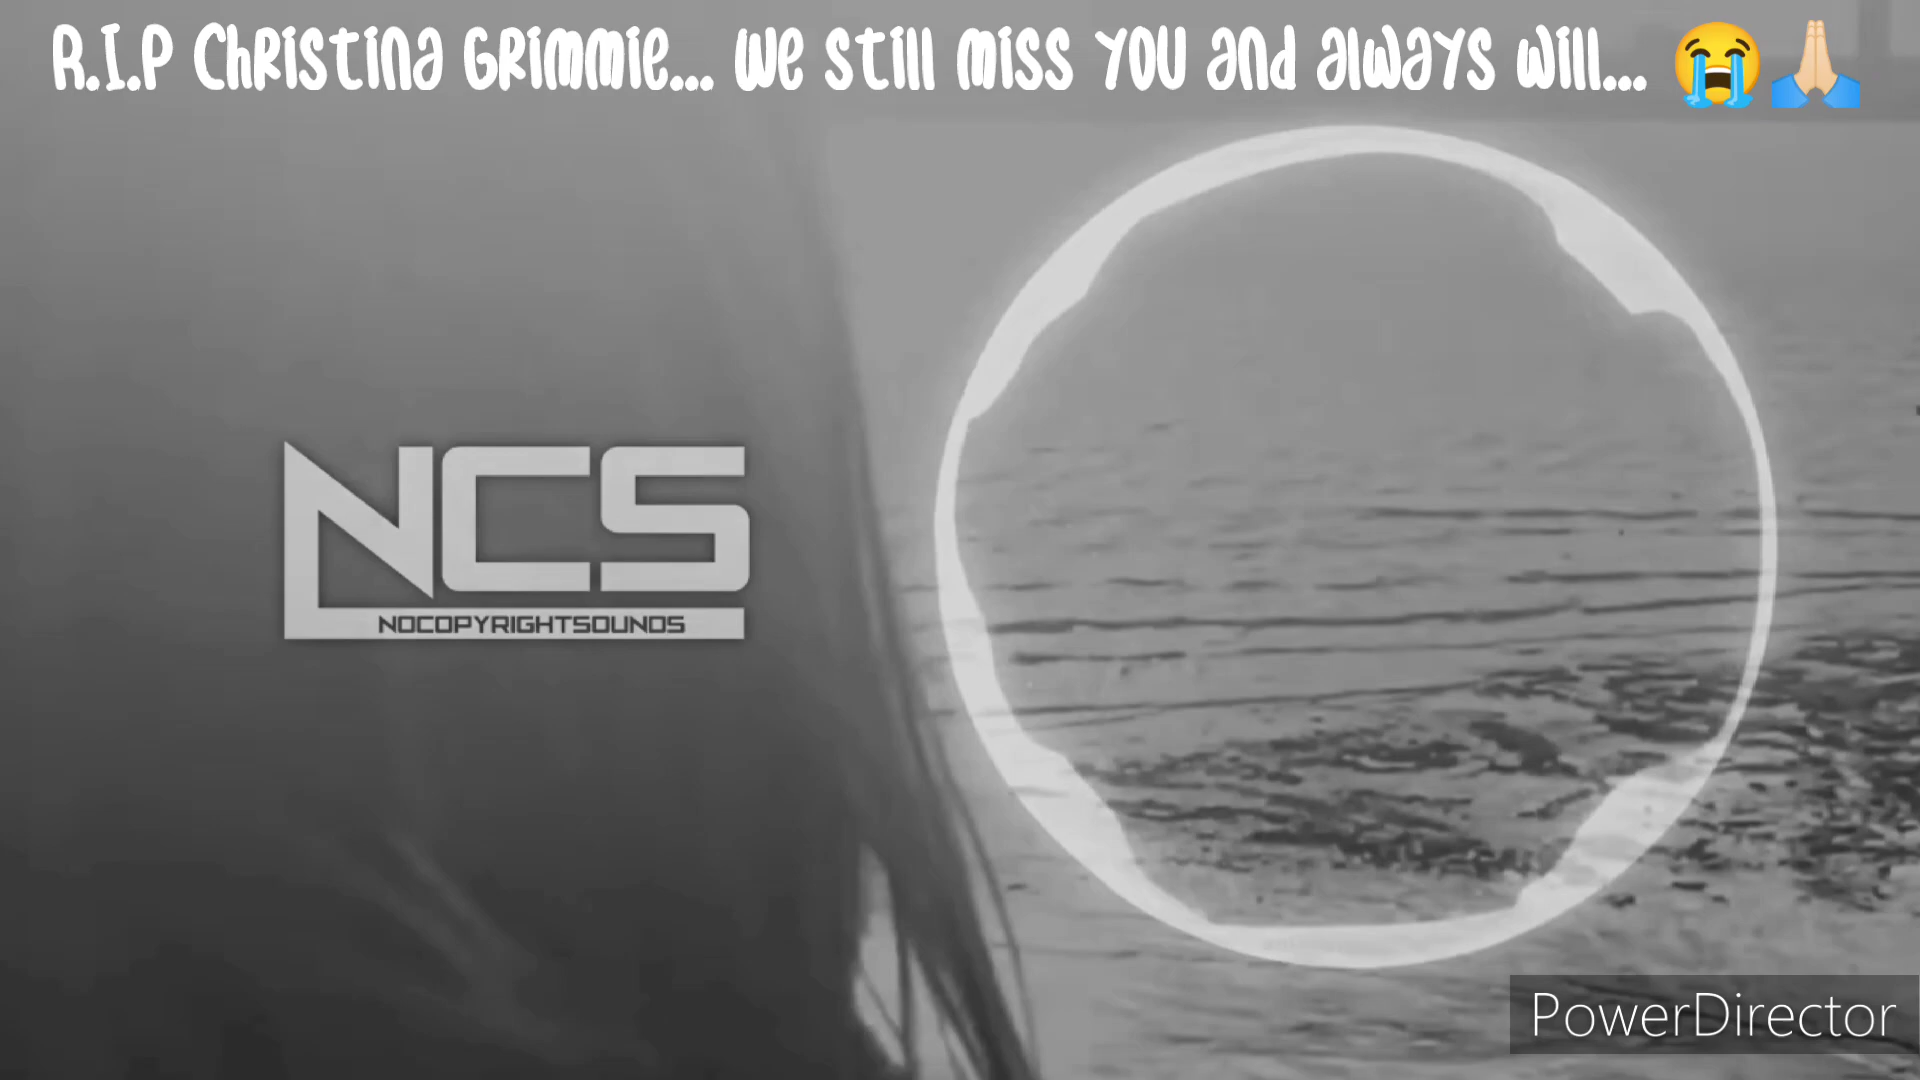 R.I.P Christina Grimmie... We still miss you and always will... 😭🙏🏻
NCS
NOCOPYRIGHTSOUNDS
PowerDirector